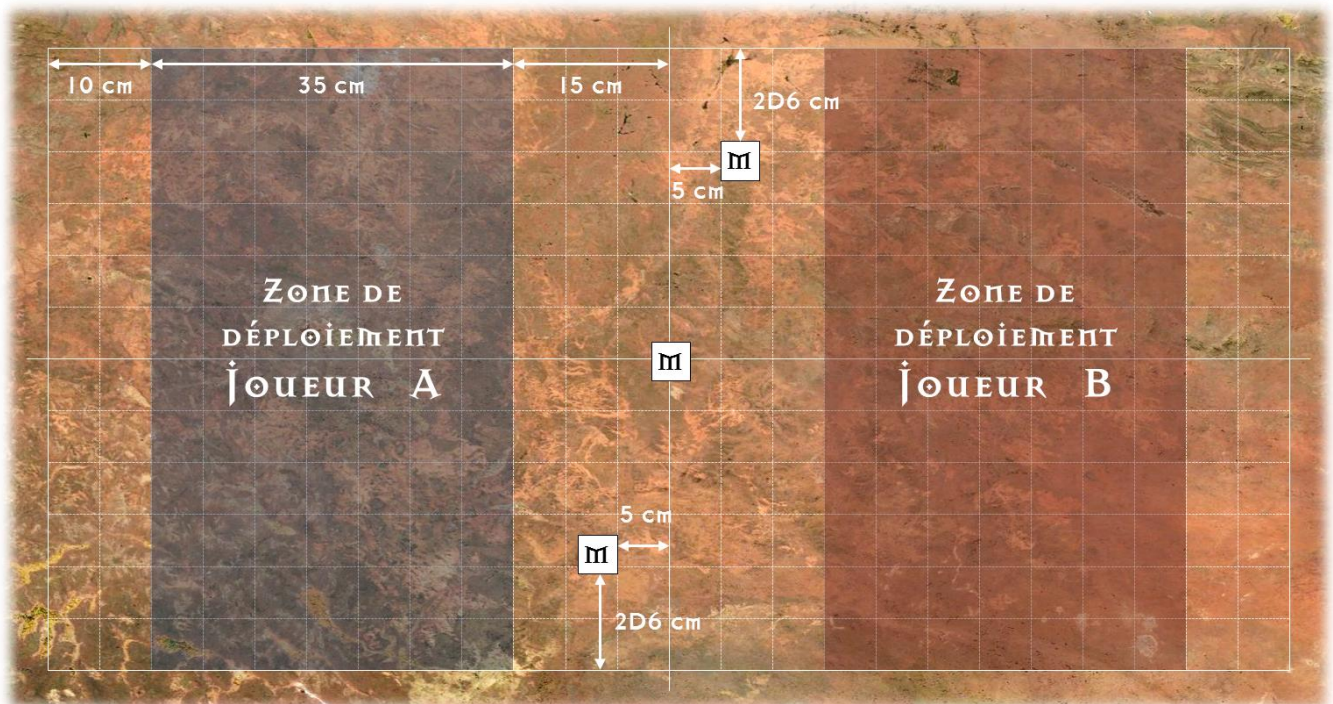 10 cm
35 cm
15 cm
2D6 cm
M
5 cm
Zone de
déploiement
Joueur A
Zone de
déploiement
Joueur B
M
5 cm
M
2D6 cm